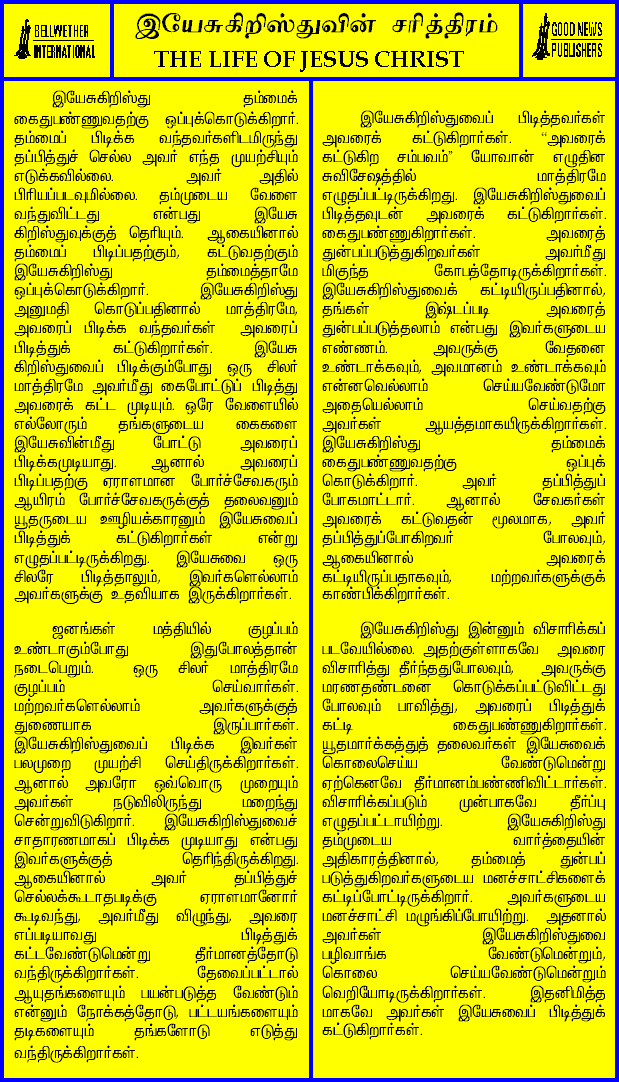 BELLWETHER
INTERNATIONAL
இயேசுகிறிஸ்துவின் சரித்திரம்
THE LIFE OF JESUS CHRIST
GOOD NEWS
PUBLISHERS
இயேசுகிறிஸ்து தம்மைக்
கைதுபண்ணுவதற்கு ஒப்புக்கொடுக்கிறார்.
தம்மைப் பிடிக்க வந்தவர்களிடமிருந்து
தப்பித்துச் செல்ல அவர் எந்த முயற்சியும்
எடுக்கவில்லை. அவர் அதில்
பிரியப்படவுமில்லை. தம்முடைய வேளை
வந்துவிட்டது என்பது இயேசு
கிறிஸ்துவுக்குத் தெரியும். ஆகையினால்
தம்மைப் பிடிப்பதற்கும், கட்டுவதற்கும்
இயேசுகிறிஸ்து தம்மைத்தாமே
ஒப்புக்கொடுக்கிறார். இயேசுகிறிஸ்து
அனுமதி கொடுப்பதினால் மாத்திரமே,
அவரைப் பிடிக்க வந்தவர்கள் அவரைப்
பிடித்துக் கட்டுகிறார்கள். இயேசு
கிறிஸ்துவைப் பிடிக்கும்போது ஒரு சிலர்
மாத்திரமே அவர்மீது கைபோட்டுப் பிடித்து
அவரைக் கட்ட முடியும். ஒரே வேளையில்
எல்லோரும் தங்களுடைய கைகளை
இயேசுவின்மீது போட்டு அவரைப்
பிடிக்கமுடியாது. ஆனால் அவரைப்
பிடிப்பதற்கு ஏராளமான போர்ச்சேவகரும்
ஆயிரம் போர்ச்சேவகருக்குத் தலைவனும்
யூதருடைய ஊழியக்காரனும் இயேசுவைப்
பிடித்துக் கட்டுகிறார்கள் என்று
எழுதப்பட்டிருக்கிறது. இயேசுவை ஒரு
சிலரே பிடித்தாலும், இவர்களெல்லாம்
அவர்களுக்கு உதவியாக இருக்கிறார்கள்.
ஜனங்கள் மத்தியில் குழப்பம்
உண்டாகும்போது இதுபோலத்தான்
நடைபெறும். ஒரு சிலர் மாத்திரமே
குழப்பம் செய்வார்கள்.
மற்றவர்களெல்லாம் அவர்களுக்குத்
துணையாக இருப்பார்கள்.
இயேசுகிறிஸ்துவைப் பிடிக்க இவர்கள்
பலமுறை முயற்சி செய்திருக்கிறார்கள்.
ஆனால் அவரோ ஒவ்வொரு முறையும்
அவர்கள் நடுவிலிருந்து மறைந்து
சென்றுவிடுகிறார். இயேசுகிறிஸ்துவைச்
சாதாரணமாகப் பிடிக்க முடியாது என்பது
இவர்களுக்குத் தெரிந்திருக்கிறது.
ஆகையினால் அவர் தப்பித்துச்
செல்லக்கூடாதபடிக்கு ஏராளமானோர்
கூடிவந்து, அவர்மீது விழுந்து, அவரை
எப்படியாவது பிடித்துக்
கட்டவேண்டுமென்று தீர்மானத்தோடு
வந்திருக்கிறார்கள். தேவைப்பட்டால்
ஆயுதங்களையும் பயன்படுத்த வேண்டும்
என்னும் நோக்கத்தோடு, பட்டயங்களையும்
தடிகளையும் தங்களோடு எடுத்து
வந்திருக்கிறார்கள்.
இயேசுகிறிஸ்துவைப் பிடித்தவர்கள்
அவரைக் கட்டுகிறார்கள். “அவரைக்
கட்டுகிற சம்பவம்” யோவான் எழுதின
சுவிசேஷத்தில் மாத்திரமே
எழுதப்பட்டிருக்கிறது. இயேசுகிறிஸ்துவைப்
பிடித்தவுடன் அவரைக் கட்டுகிறார்கள்.
கைதுபண்ணுகிறார்கள். அவரைத்
துன்பப்படுத்துகிறவர்கள் அவர்மீது
மிகுந்த கோபத்தோடிருக்கிறார்கள்.
இயேசுகிறிஸ்துவைக் கட்டியிருப்பதினால்,
தங்கள் இஷ்டப்படி அவரைத்
துன்பப்படுத்தலாம் என்பது இவர்களுடைய
எண்ணம். அவருக்கு வேதனை
உண்டாக்கவும், அவமானம் உண்டாக்கவும்
என்னவெல்லாம் செய்யவேண்டுமோ
அதையெல்லாம் செய்வதற்கு
அவர்கள் ஆயத்தமாகயிருக்கிறார்கள்.
இயேசுகிறிஸ்து தம்மைக்
கைதுபண்ணுவதற்கு ஒப்புக்
கொடுக்கிறார். அவர் தப்பித்துப்
போகமாட்டார். ஆனால் சேவகர்கள்
அவரைக் கட்டுவதன் மூலமாக, அவர்
தப்பித்துப்போகிறவர் போலவும்,
ஆகையினால் அவரைக்
கட்டியிருப்பதாகவும், மற்றவர்களுக்குக்
காண்பிக்கிறார்கள்.
இயேசுகிறிஸ்து இன்னும் விசாரிக்கப்
படவேயில்லை. அதற்குள்ளாகவே அவரை
விசாரித்து தீர்ந்ததுபோலவும், அவருக்கு
மரணதண்டனை கொடுக்கப்பட்டுவிட்டது
போலவும் பாவித்து, அவரைப் பிடித்துக்
கட்டி கைதுபண்ணுகிறார்கள்.
யூதமார்க்கத்துத் தலைவர்கள் இயேசுவைக்
கொலைசெய்ய வேண்டுமென்று
ஏற்கெனவே தீர்மானம்பண்ணிவிட்டார்கள்.
விசாரிக்கப்படும் முன்பாகவே தீர்ப்பு
எழுதப்பட்டாயிற்று. இயேசுகிறிஸ்து
தம்முடைய வார்த்தையின்
அதிகாரத்தினால், தம்மைத் துன்பப்
படுத்துகிறவர்களுடைய மனச்சாட்சிகளைக்
கட்டிப்போட்டிருக்கிறார். அவர்களுடைய
மனச்சாட்சி மழுங்கிப்போயிற்று. அதனால்
அவர்கள் இயேசுகிறிஸ்துவை
பழிவாங்க வேண்டுமென்றும்,
கொலை செய்யவேண்டுமென்றும்
வெறியோடிருக்கிறார்கள். இதனிமித்த
மாகவே அவர்கள் இயேசுவைப் பிடித்துக்
கட்டுகிறார்கள்.